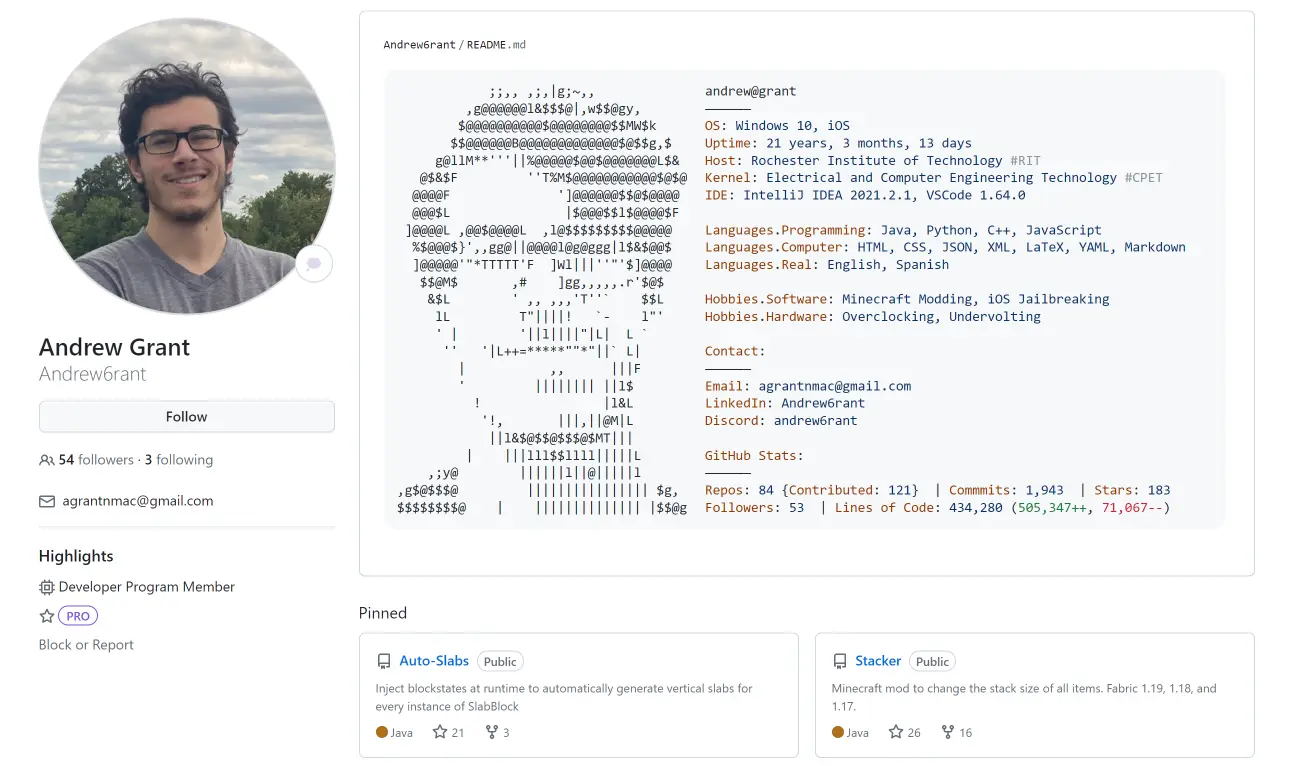 Andrew6rant / README.md
andrew@grant
OS: Windows 10, iOS
Uptime: 21 years, 3 months, 13 days
Host: Rochester Institute of Technology #RIT
Kernel: Electrical and Computer Engineering Technology #CPET
IDE: IntelliJ IDEA 2021.2.1, VSCode 1.64.0
Languages.Programming: Java, Python, C++, JavaScript
Languages.Computer: HTML, CSS, JSON, XML, LaTeX, YAML, Markdown
Languages.Real: English, Spanish
Hobbies.Software: Minecraft Modding, iOS Jailbreaking
Hobbies.Hardware: Overclocking, Undervolting
Contact:
Email: agrantnmac@gmail.com
LinkedIn: Andrew6rant
Discord: andrew6rant
GitHub Stats:
Repos: 84 {Contributed: 121} | Commmits: 1,943 | Stars: 183
Followers: 53 | Lines of Code: 434,280 (505,347++, 71,067--)
Andrew Grant
Andrew6rant
Follow
54 followers · 3 following
agrantnmac@gmail.com
Highlights
Developer Program Member
PRO
Block or Report
Pinned
Auto-Slabs Public
Inject blockstates at runtime to automatically generate vertical slabs for
every instance of SlabBlock
Java 21 3
Stacker Public
Minecraft mod to change the stack size of all items. Fabric 1.19, 1.18, and
1.17.
Java 26 16